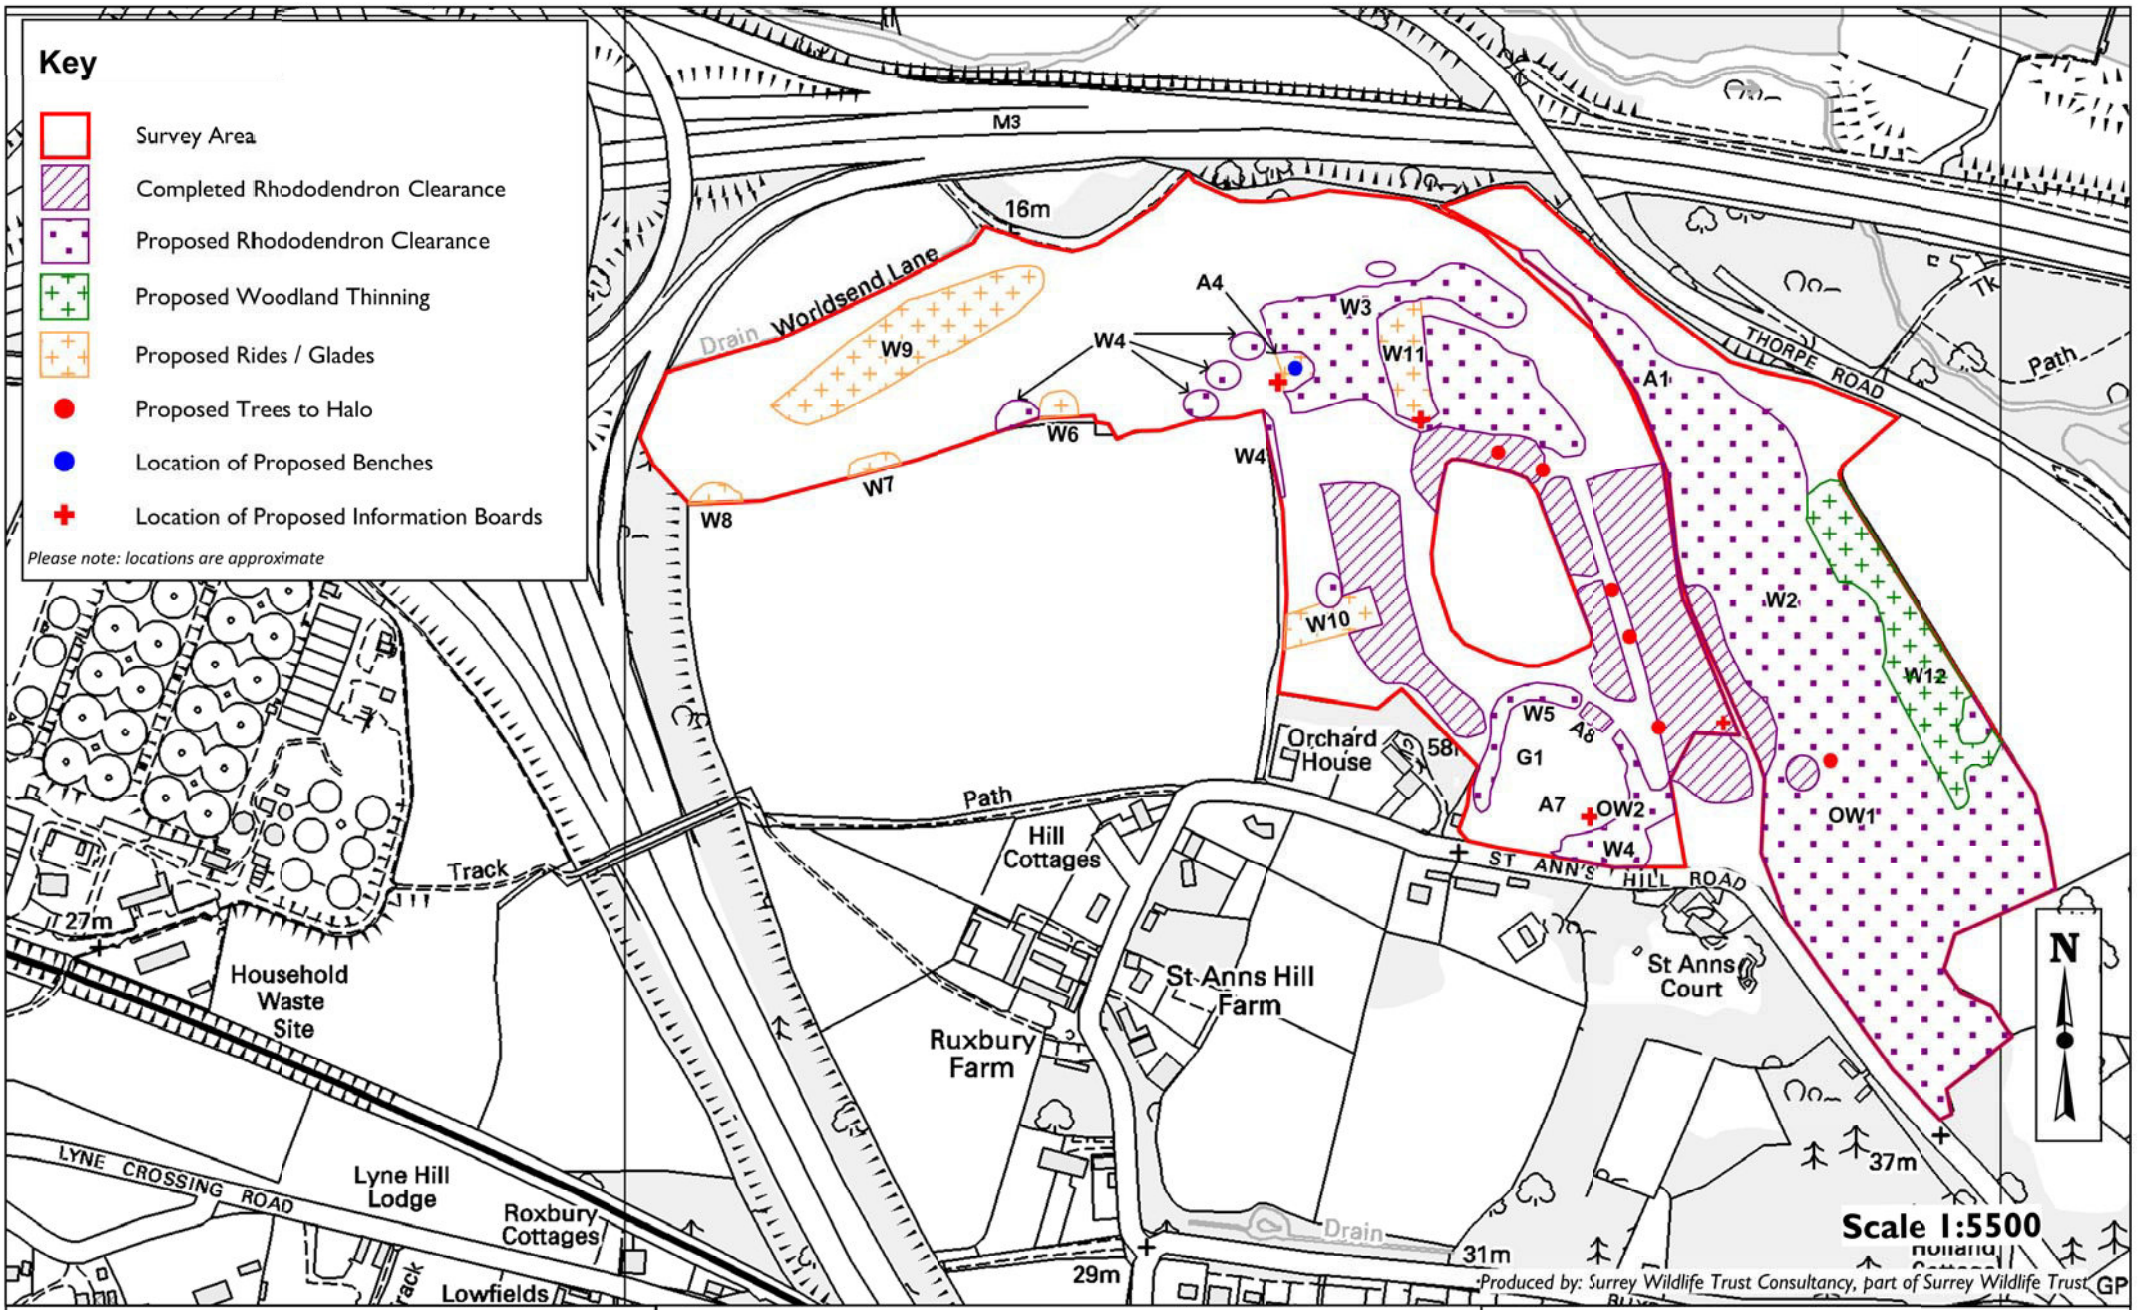 Key
Survey Area
Completed Rhododendron Clearance
Proposed Rhododendron Clearance
Proposed Woodland Thinning
Proposed Rides / Glades
Proposed Trees to Halo
Location of Proposed Benches
Location of Proposed Information Boards
Please note: locations are approximate
M3
16m
Worldsend Lane
Drain
A4
W3
W4
W9
W11
THORPE ROAD
Tk
Path
A1
W6
W4
W7
W8
W2
W10
W12
W5
A8
Orchard
House
58m
G1
A7
OW2
OW1
W4
Path
Hill
Cottages
ST ANN'S HILL ROAD
Track
27m
Household
Waste
Site
St Anns Hill
Farm
St Anns
Court
N
Ruxbury
Farm
LYNE CROSSING ROAD
Lyne Hill
Lodge
Roxbury
Cottages
37m
Scale 1:5500
Holland
Drain
31m
29m
Lowfields
Produced by: Surrey Wildlife Trust Consultancy, part of Surrey Wildlife Trust
GP